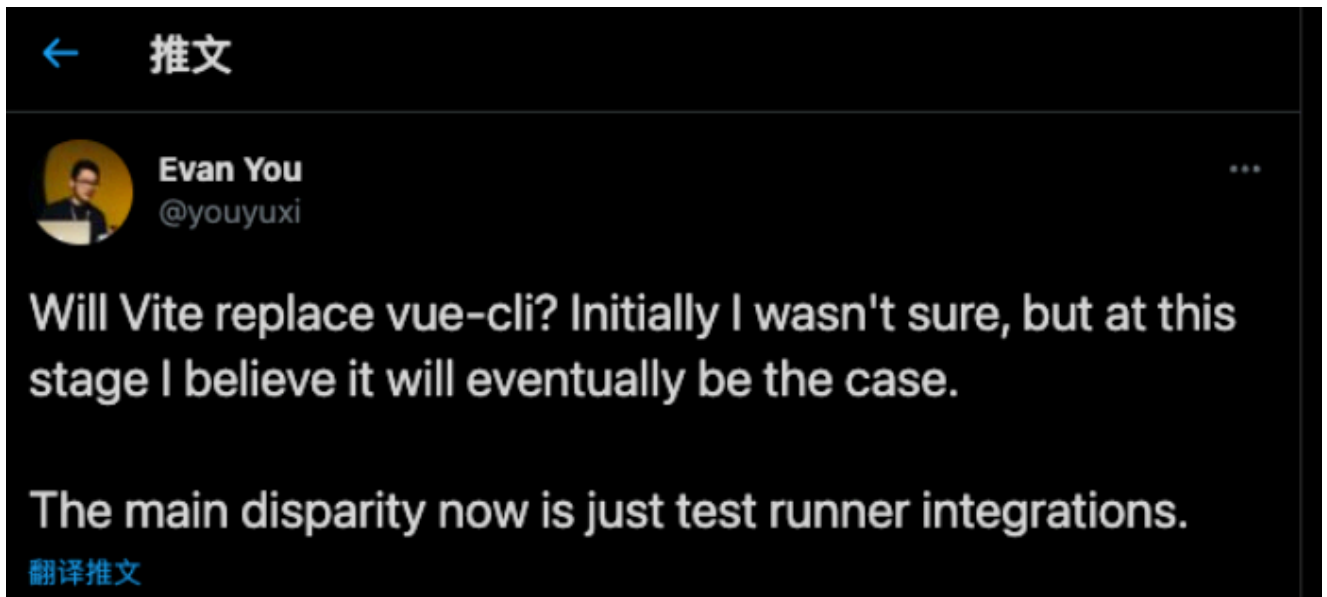 推文
Evan You
@youyuxi
Will Vite replace vue-cli? Initially I wasn't sure, but at this
stage I believe it will eventually be the case.
The main disparity now is just test runner integrations.
翻译推文